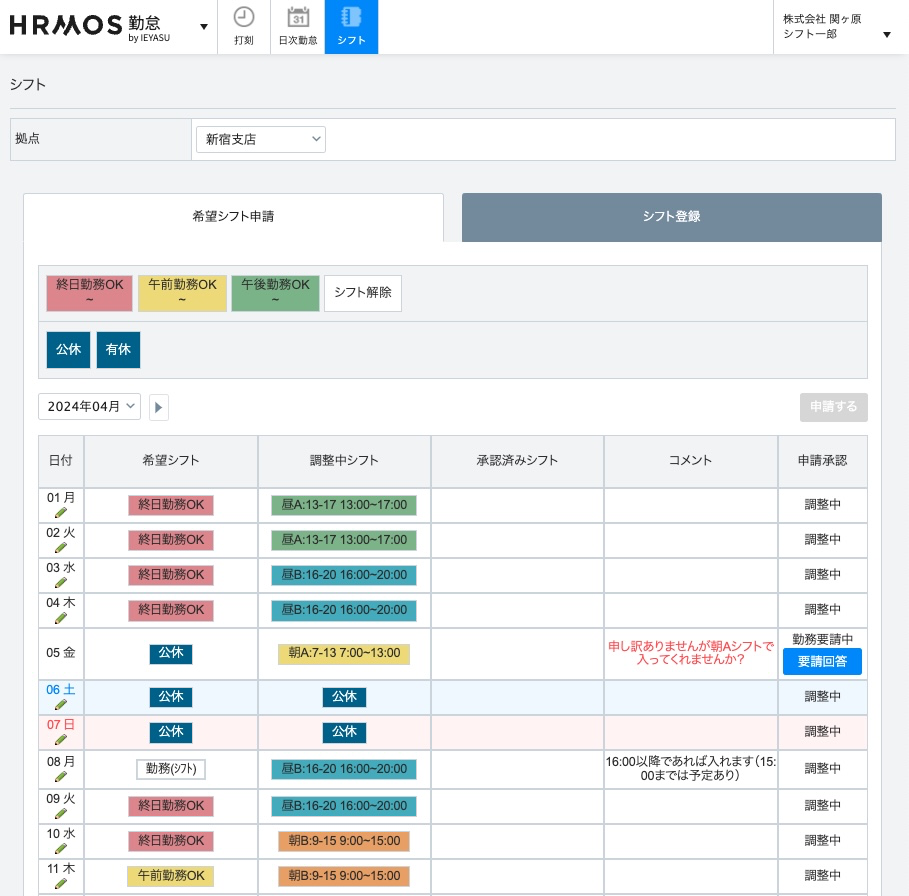 HRMOS 勤怠
by IEYASU
打刻
31
日次勤怠
シフト
株式会社 関ヶ原
シフト一郎
シフト
拠点
新宿支店
希望シフト申請
シフト登録
終日勤務OK
~
午前勤務OK
~
午後勤務OK
~
シフト解除
公休
有休
2024年04月
申請する
日付 希望シフト 調整中シフト 承認済みシフト コメント 申請承認
01 月 終日勤務OK 昼A:13-17 13:00~17:00 調整中
02 火 終日勤務OK 昼A:13-17 13:00~17:00 調整中
03 水 終日勤務OK 昼B:16-20 16:00~20:00 調整中
04 木 終日勤務OK 昼B:16-20 16:00~20:00 調整中
05 金 公休 朝A:7-13 7:00~13:00
申し訳ありませんが朝Aシフトで
入ってくれませんか?
勤務要請中
要請回答
06 土 公休 公休 調整中
07 日 公休 公休 調整中
08 月 勤務(ｼﾌﾄ) 昼B:16-20 16:00~20:00
16:00以降であれば入れます（15:
00までは予定あり）
調整中
09 火 終日勤務OK 昼B:16-20 16:00~20:00 調整中
10 水 終日勤務OK 朝B:9-15 9:00~15:00 調整中
11 木 午前勤務OK 朝B:9-15 9:00~15:00 調整中